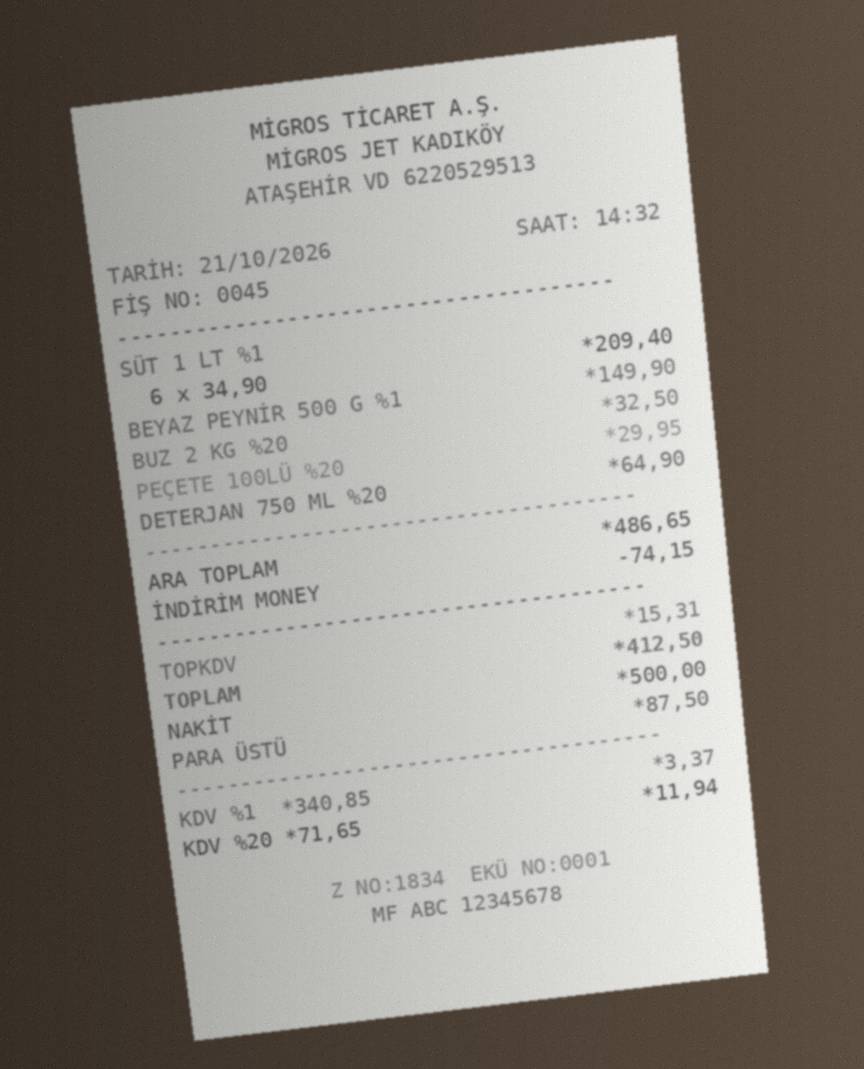 MİGROS TİCARET A.Ş.
MİGROS JET KADIKÖY
ATAŞEHİR VD 6220529513
TARİH: 21/10/2026 SAAT: 14:32
FİŞ NO: 0045
--------------------------------------
SÜT 1 LT %1 *209,40
6 x 34,90
BEYAZ PEYNİR 500 G %1 *149,90
BUZ 2 KG %20 *32,50
PEÇETE 100LÜ %20 *29,95
DETERJAN 750 ML %20 *64,90
--------------------------------------
ARA TOPLAM *486,65
İNDİRİM MONEY -74,15
--------------------------------------
TOPKDV *15,31
TOPLAM *412,50
NAKİT *500,00
PARA ÜSTÜ *87,50
--------------------------------------
KDV %1 *340,85 *3,37
KDV %20 *71,65 *11,94
Z NO:1834 EKÜ NO:0001
MF ABC 12345678